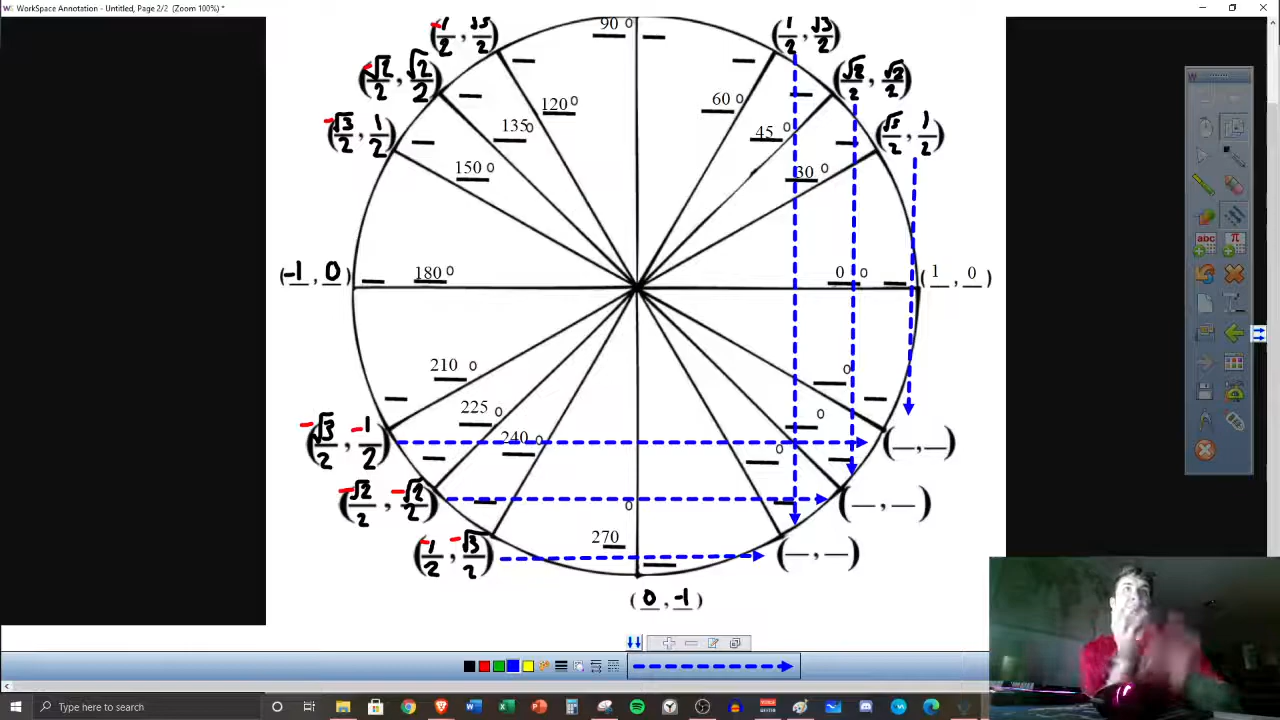 WorkSpace Annotation - Untitled, Page 2/2 (Zoom 100%) *
(-1/2, √3/2) 90° (1/2, √3/2)
(-√2/2, √2/2) (√2/2, √2/2)
120° 60°
(-√3/2, 1/2) 135° 45° (√3/2, 1/2)
150° 30°
(-1, 0) 180° 0° (1, 0)
210° °
225° °
(-√3/2, -1/2) 240° ° (_,_)
(-√2/2, -√2/2) ° (_,_)
270
(-1/2, -√3/2) (_,_)
(0, -1)
abc π
Type here to search